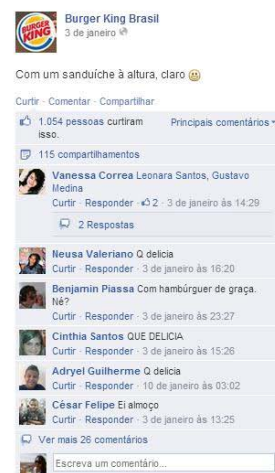 BURGER KING
Burger King Brasil
3 de janeiro
Com um sanduíche à altura, claro
Curtir · Comentar · Compartilhar
1.054 pessoas curtiram isso.
Principais comentários
115 compartilhamentos
Vanessa Correa Leonara Santos, Gustavo
Medina
Curtir · Responder · 2 · 3 de janeiro às 14:29
2 Respostas
Neusa Valeriano Q delicia
Curtir · Responder · 3 de janeiro às 16:20
Benjamin Piassa Com hambúrguer de graça.
Né?
Curtir · Responder · 3 de janeiro às 23:27
Cinthia Santos QUE DELICIA
Curtir · Responder · 3 de janeiro às 15:26
Adryel Guilherme Q delicia
Curtir · Responder · 10 de janeiro às 03:02
César Felipe Ei almoço
Curtir · Responder · 3 de janeiro às 13:25
Ver mais 26 comentários
Escreva um comentário...